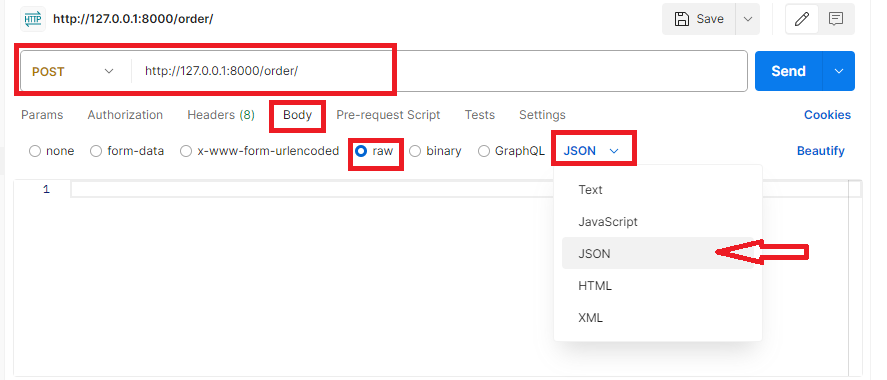 HTTP http://127.0.0.1:8000/order/ Save
POST http://127.0.0.1:8000/order/ Send
Params Authorization Headers (8) Body Pre-request Script Tests Settings Cookies
none form-data x-www-form-urlencoded raw binary GraphQL JSON Beautify
1
Text
JavaScript
JSON
HTML
XML